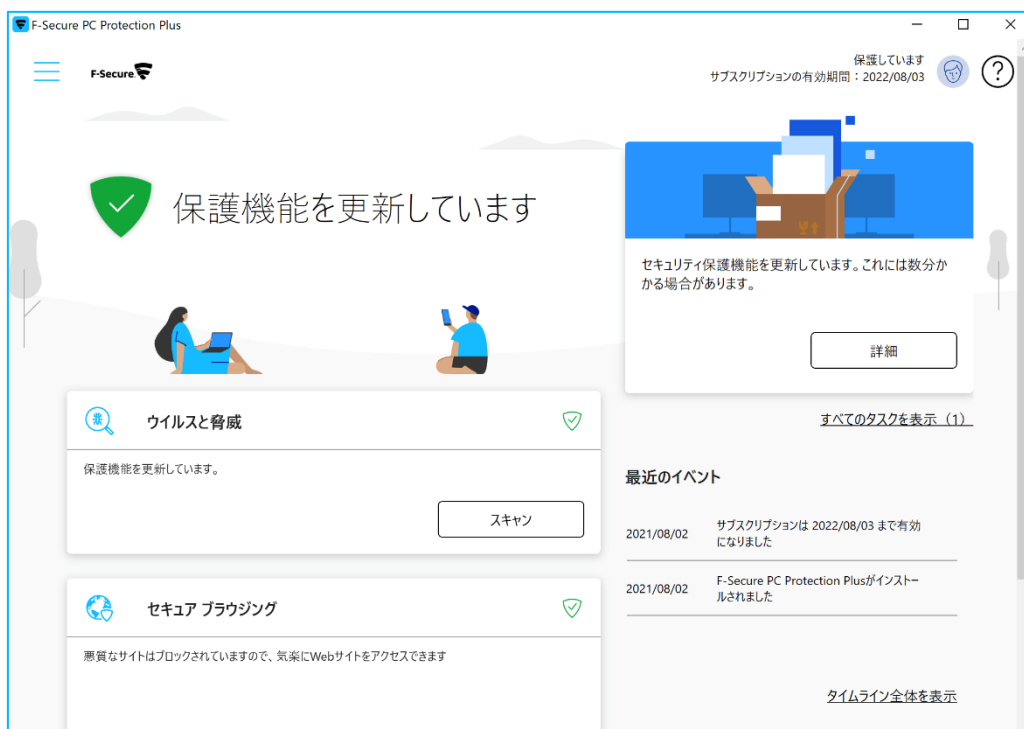 F-Secure PC Protection Plus
F-Secure.
保護しています
サブスクリプションの有効期間：2022/08/03
?
保護機能を更新しています
セキュリティ保護機能を更新しています。これには数分か
かる場合があります。
詳細
すべてのタスクを表示（1）
ウイルスと脅威
保護機能を更新しています。
スキャン
最近のイベント
2021/08/02
サブスクリプションは 2022/08/03 まで有効
になりました
2021/08/02
F-Secure PC Protection Plusがインストー
ルされました
セキュア ブラウジング
悪質なサイトはブロックされていますので、気楽にWebサイトをアクセスできます
タイムライン全体を表示